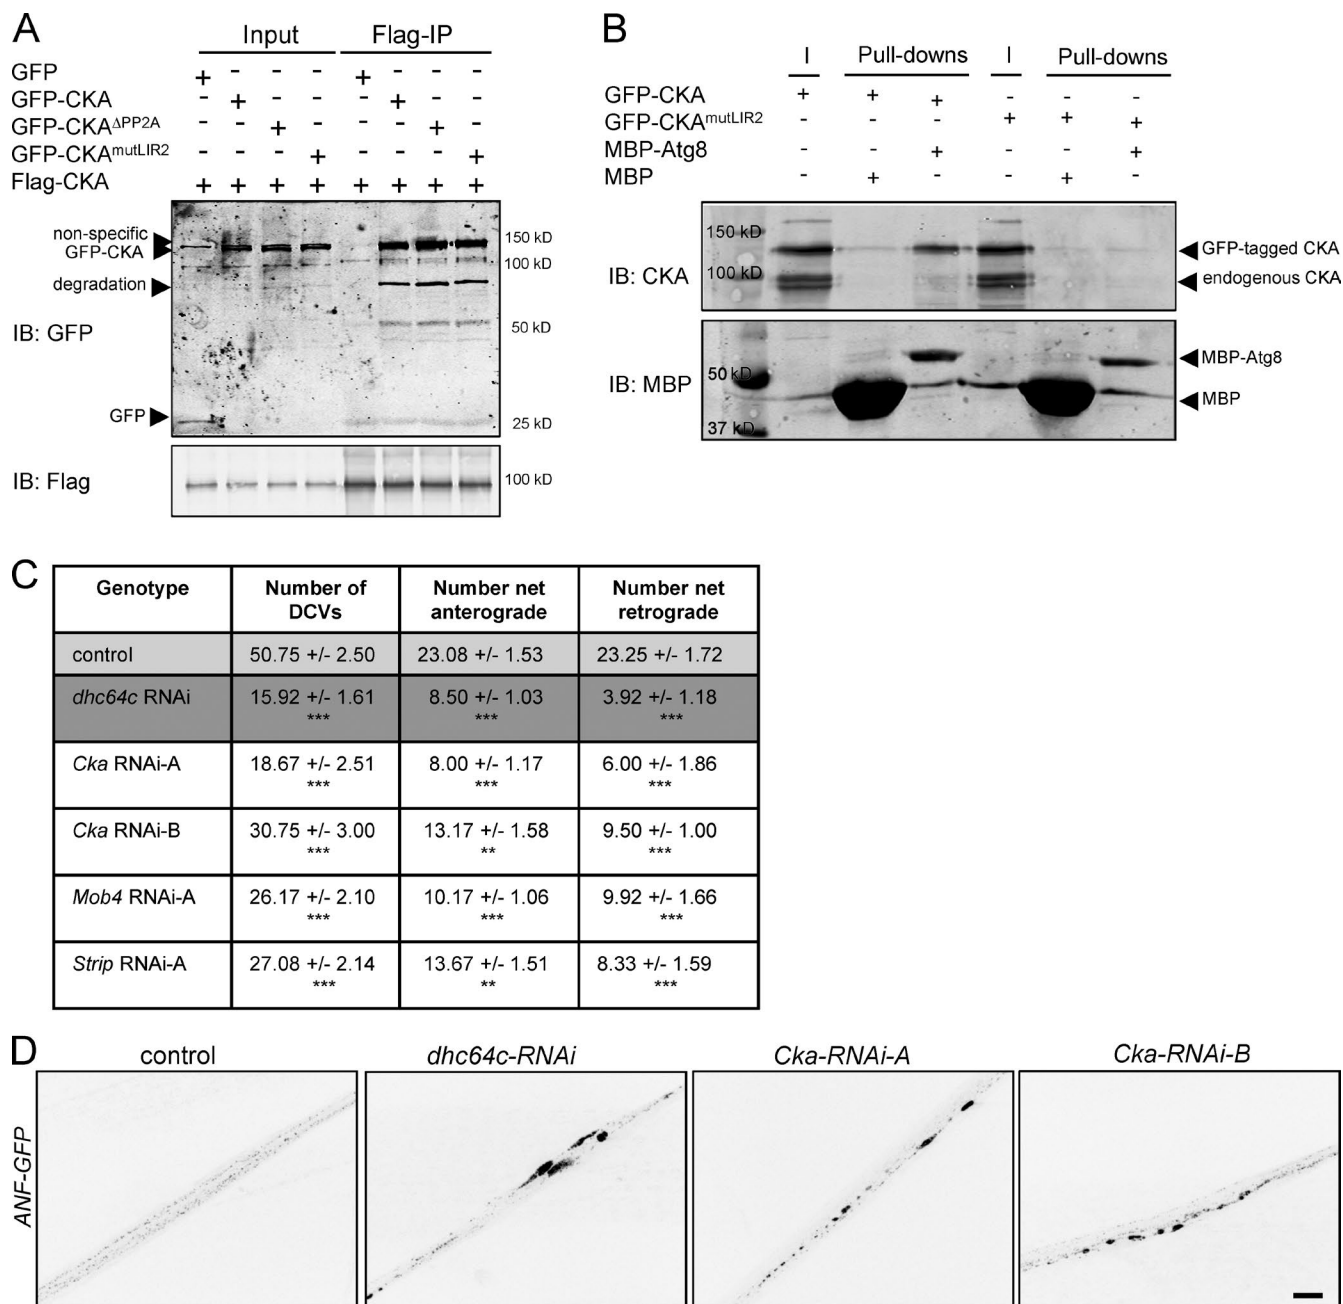 A
Input Flag-IP
GFP + - - - + - - -
GFP-CKA - + - - - + - -
GFP-CKA^ΔPP2A - - + - - - + -
GFP-CKA^mutLIR2 - - - + - - - +
Flag-CKA + + + + + + + +
non-specific
GFP-CKA
degradation
IB: GFP
GFP
150 kD
100 kD
50 kD
25 kD
IB: Flag
100 kD
B
I Pull-downs I Pull-downs
GFP-CKA + + + - - -
GFP-CKA^mutLIR2 - - - + + +
MBP-Atg8 - - + - - +
MBP - + - - + -
150 kD
100 kD
IB: CKA
GFP-tagged CKA
endogenous CKA
IB: MBP
50 kD
37 kD
MBP-Atg8
MBP
C
Genotype Number of DCVs Number net anterograde Number net retrograde
control 50.75 +/- 2.50 23.08 +/- 1.53 23.25 +/- 1.72
dhc64c RNAi 15.92 +/- 1.61 8.50 +/- 1.03 3.92 +/- 1.18
*** *** ***
Cka RNAi-A 18.67 +/- 2.51 8.00 +/- 1.17 6.00 +/- 1.86
*** *** ***
Cka RNAi-B 30.75 +/- 3.00 13.17 +/- 1.58 9.50 +/- 1.00
*** ** ***
Mob4 RNAi-A 26.17 +/- 2.10 10.17 +/- 1.06 9.92 +/- 1.66
*** *** ***
Strip RNAi-A 27.08 +/- 2.14 13.67 +/- 1.51 8.33 +/- 1.59
*** ** ***
D
control dhc64c-RNAi Cka-RNAi-A Cka-RNAi-B
ANF-GFP